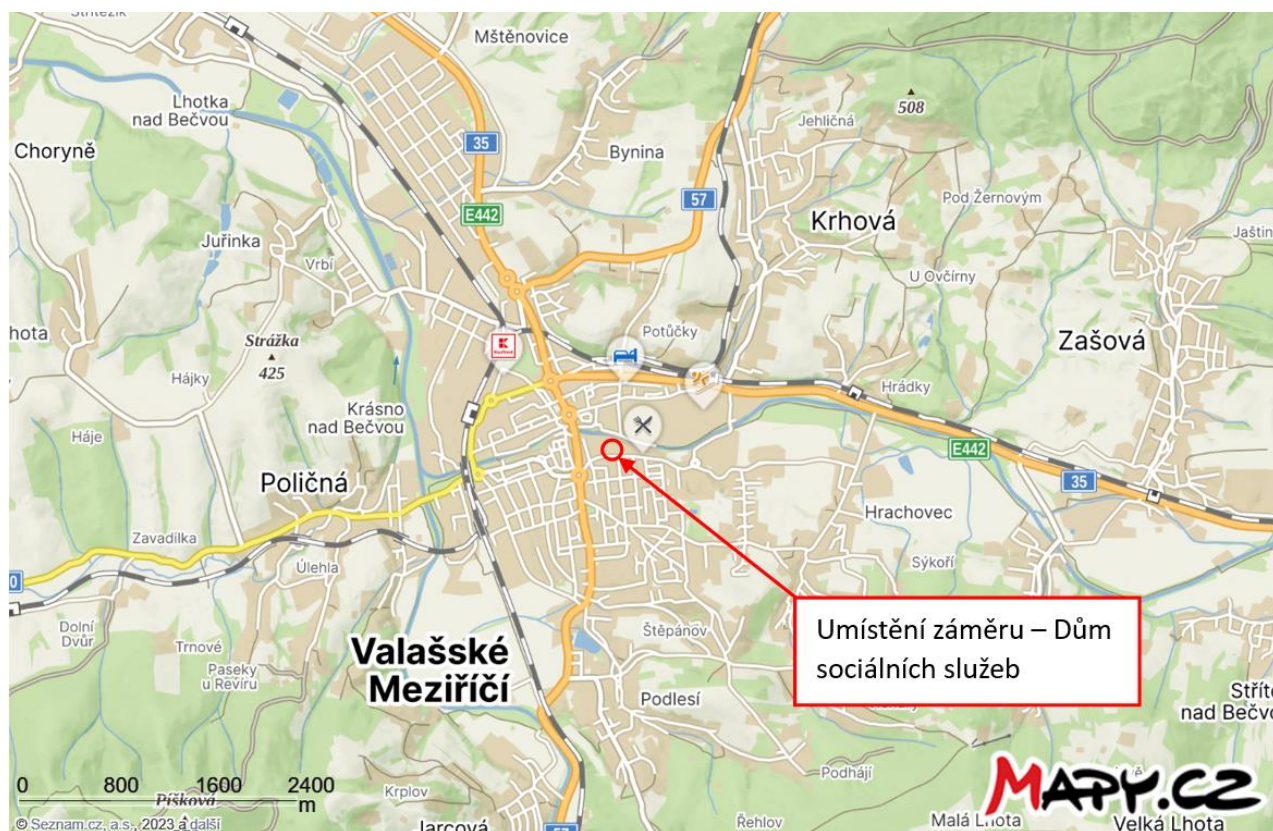 Střítežik
Mštěnovice
Lhotka
nad Bečvou
508
Jehličná
Choryně
35
Bynina
57
Pod Žernovým
E442
Krhová
Juřinka
Jaštin
Vrbí
U Ovčírny
hota
Potůčky
Strážka
425
Zašová
Hájky
Hrádky
Krásno
nad Bečvou
Háje
E442
35
Poličná
Hrachovec
Zavadilka
Sýkoří
Úlehla
0
Dolní
Dvůr
Štěpánov
Umístění záměru – Dům
sociálních služeb
Trnové
Valašské
Meziříčí
Paseky
u Revíru
Podlesí
Stříte
nad Bečvo
0 800 1600 2400
m
Podhájí
MAPY.CZ
Píšková
Krplov
57
© Seznam.cz, a.s., 2023 a další
Jarcová
Řehlov
Malá Lhota
Velká Lhota